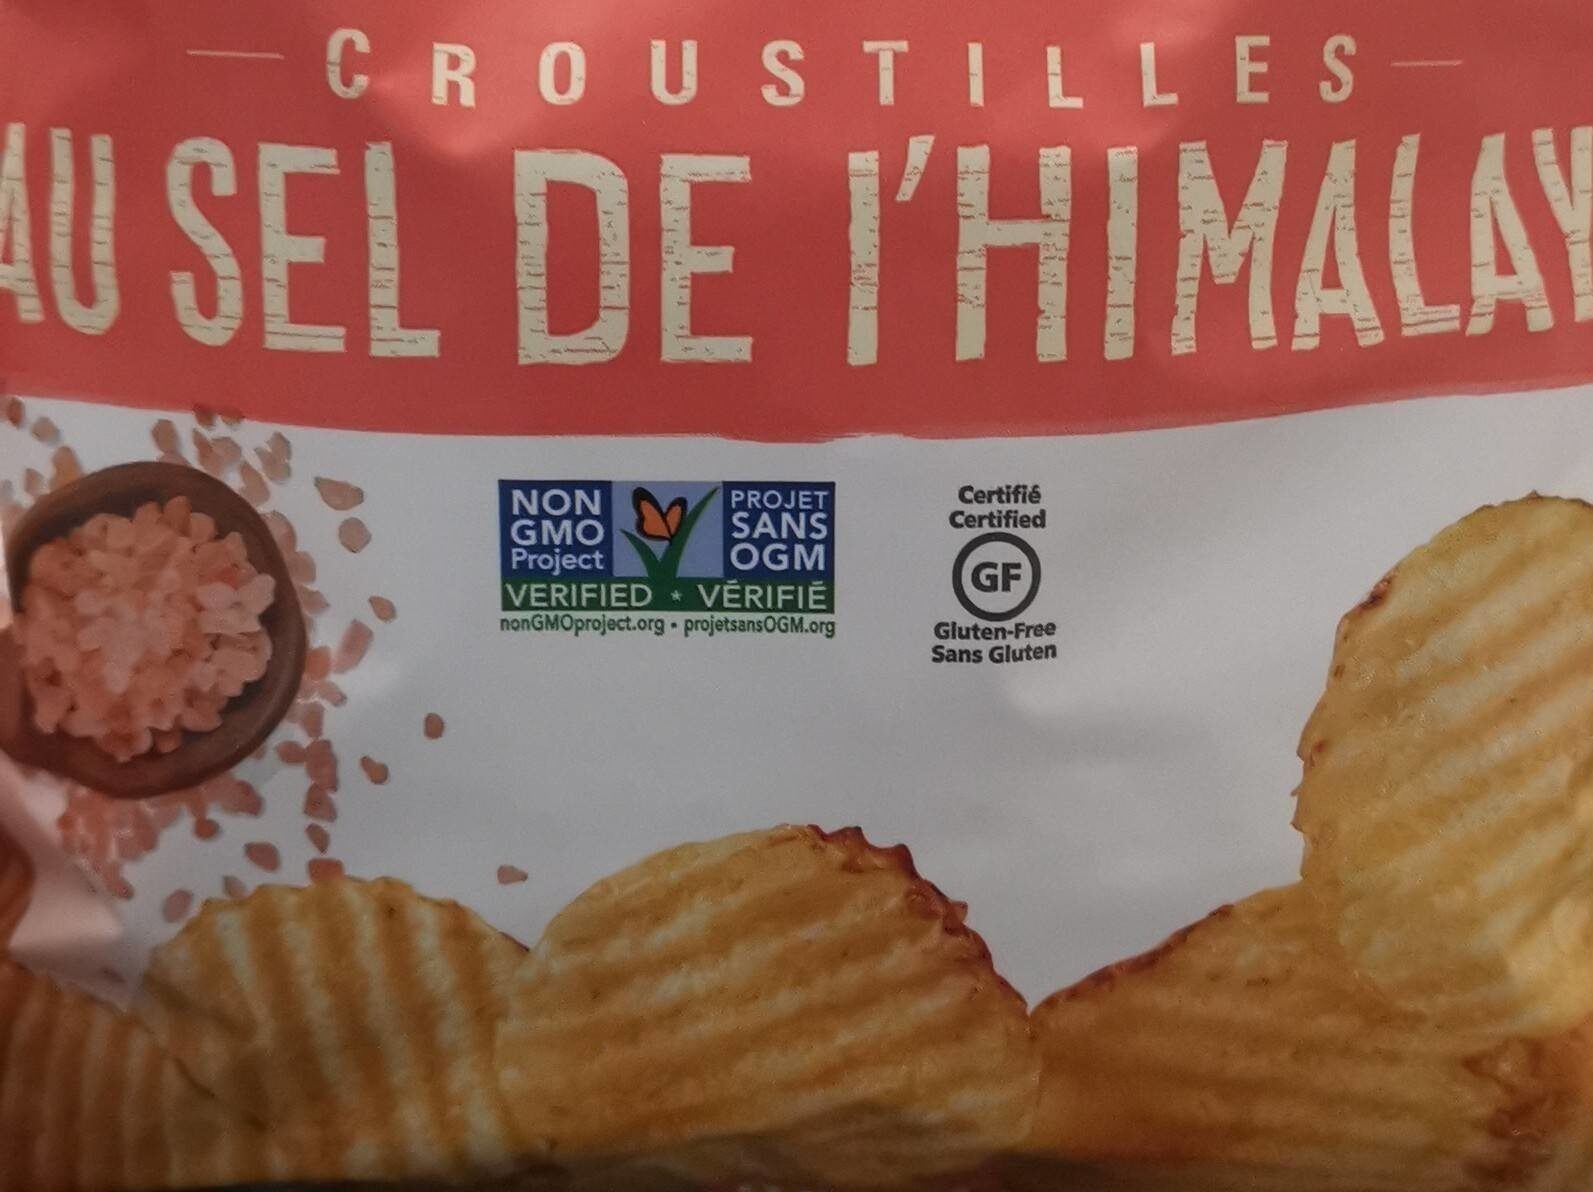 CROUSTILLES
AU SEL DE l'HIMALAY
NON GMO Project
PROJET SANS OGM
VERIFIED * VÉRIFIÉ
nonGMOproject.org • projetsansOGM.org
Certifié
Certified
GF
Gluten-Free
Sans Gluten